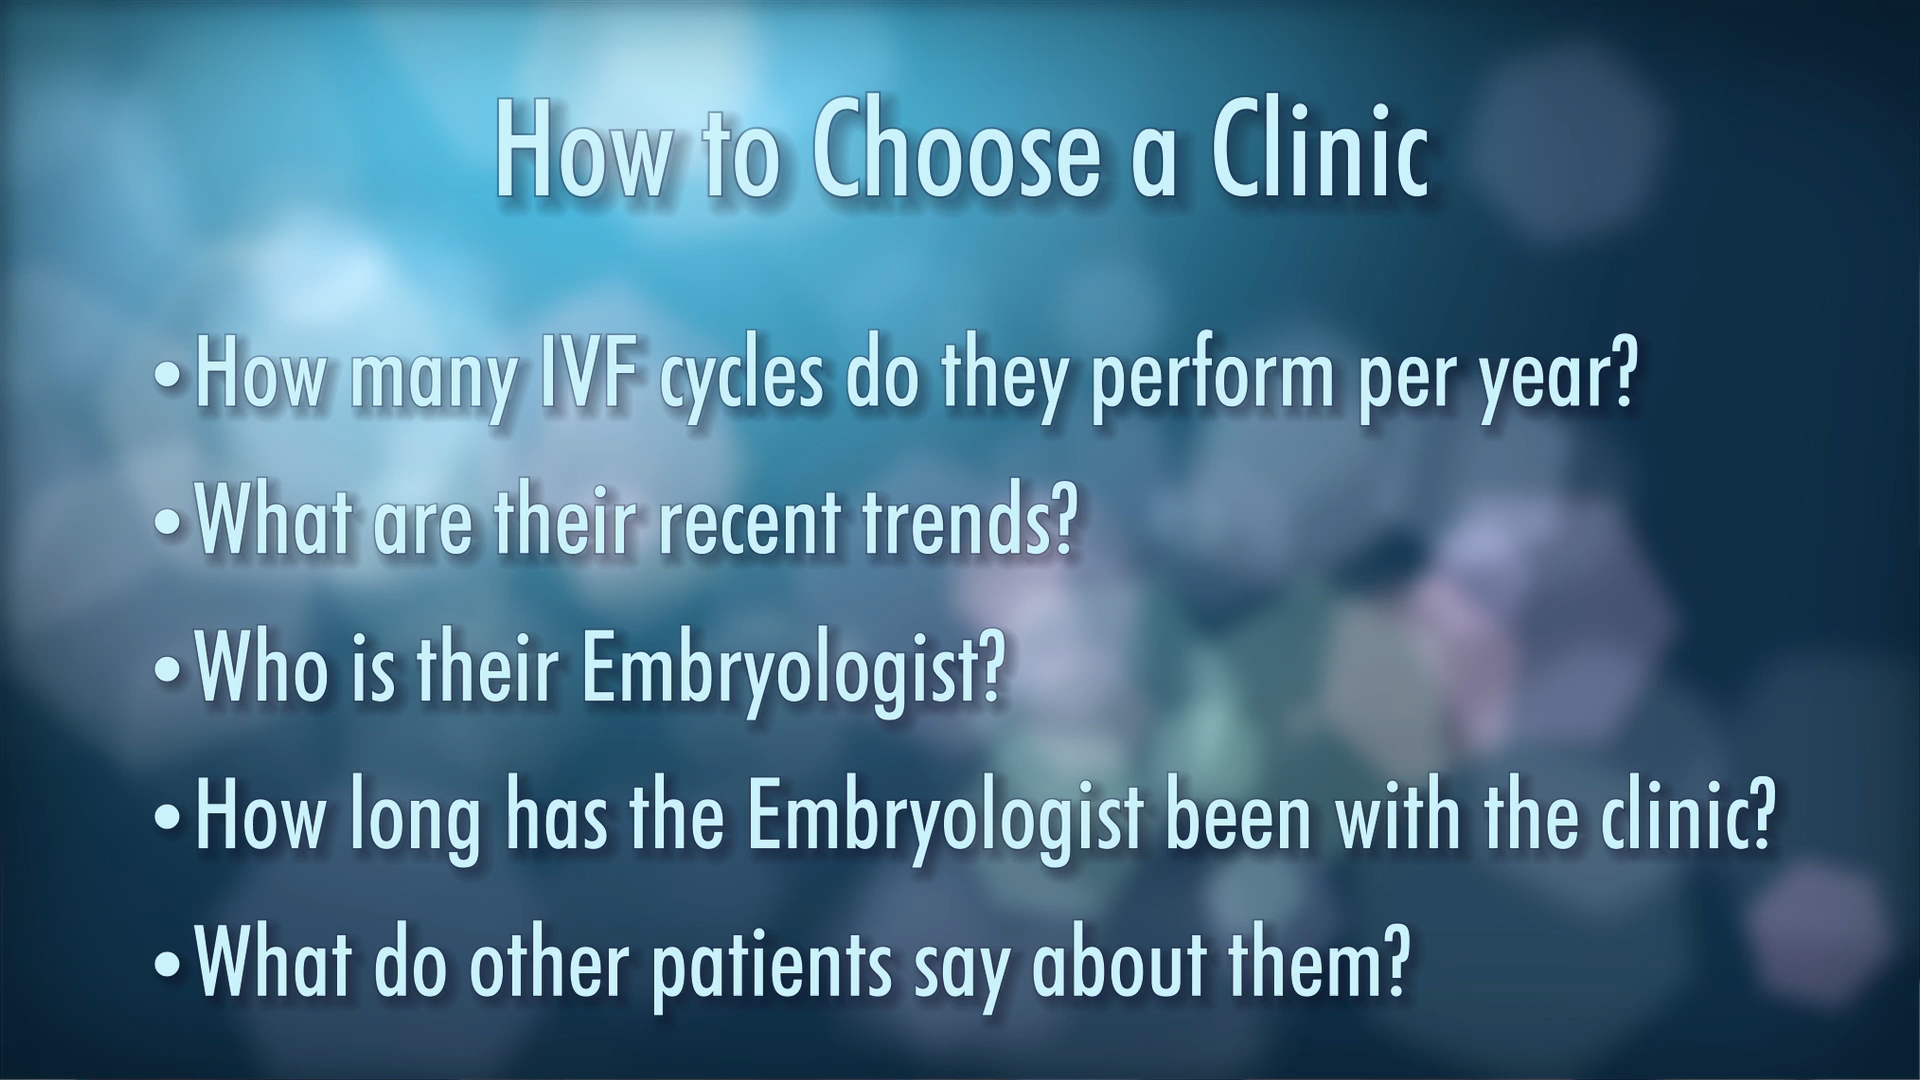 How to Choose a Clinic
•How many IVF cycles do they perform per year?
•What are their recent trends?
•Who is their Embryologist?
•How long has the Embryologist been with the clinic?
•What do other patients say about them?